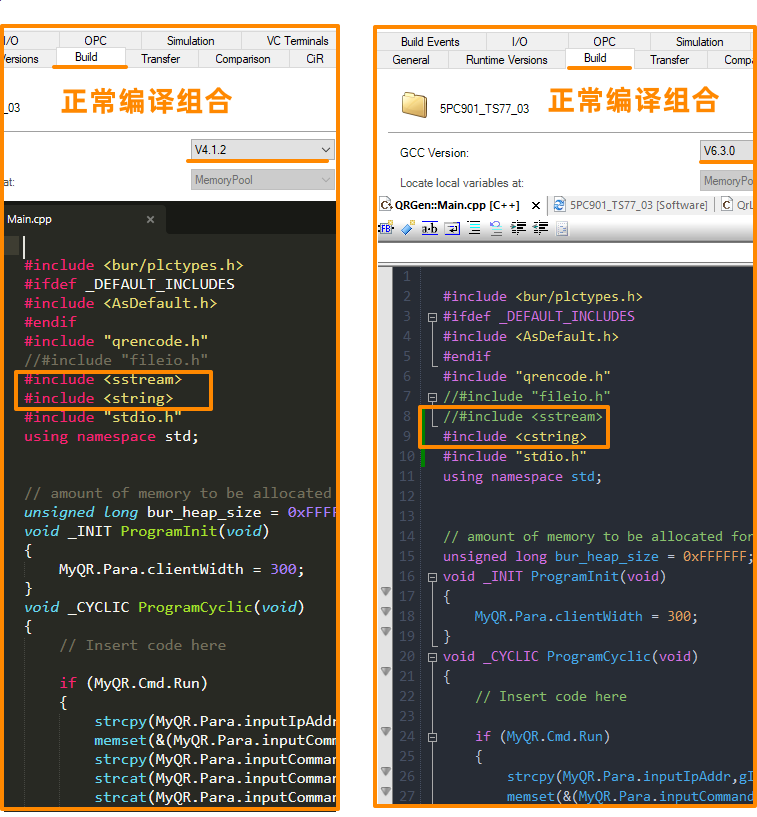 I/O OPC Simulation VC Terminals
ersions Build Transfer Comparison CiR
_03
正常编译组合
V4.1.2
at: MemoryPool
Main.cpp ×
#include <bur/plctypes.h>
#ifdef _DEFAULT_INCLUDES
#include <AsDefault.h>
#endif
#include "qrencode.h"
//#include "fileio.h"
#include <sstream>
#include <string>
#include "stdio.h"
using namespace std;
// amount of memory to be allocated
unsigned long bur_heap_size = 0xFFFF
void _INIT ProgramInit(void)
{
MyQR.Para.clientWidth = 300;
}
void _CYCLIC ProgramCyclic(void)
{
// Insert code here
if (MyQR.Cmd.Run)
{
strcpy(MyQR.Para.inputIpAddr
memset(&(MyQR.Para.inputComm
strcpy(MyQR.Para.inputComman
strcat(MyQR.Para.inputComman
strcat(MyQR.Para.inputComman
Build Events I/O OPC Simulation
General Runtime Versions Build Transfer Compa
5PC901_TS77_03
正常编译组合
GCC Version: V6.3.0
Locate local variables at: MemoryPoo
QRGen::Main.cpp [C++] × 5PC901_TS77_03 [Software] QrL
1
2 #include <bur/plctypes.h>
3 #ifdef _DEFAULT_INCLUDES
4 #include <AsDefault.h>
5 #endif
6 #include "qrencode.h"
7 //#include "fileio.h"
8 //#include <sstream>
9 #include <cstring>
10 #include "stdio.h"
11 using namespace std;
12
13
14 // amount of memory to be allocated for
15 unsigned long bur_heap_size = 0xFFFFFF;
16 void _INIT ProgramInit(void)
17 {
18 MyQR.Para.clientWidth = 300;
19 }
20 void _CYCLIC ProgramCyclic(void)
21 {
22 // Insert code here
23
24 if (MyQR.Cmd.Run)
25 {
26 strcpy(MyQR.Para.inputIpAddr,gI
27 memset(&(MyQR.Para.inputCommand